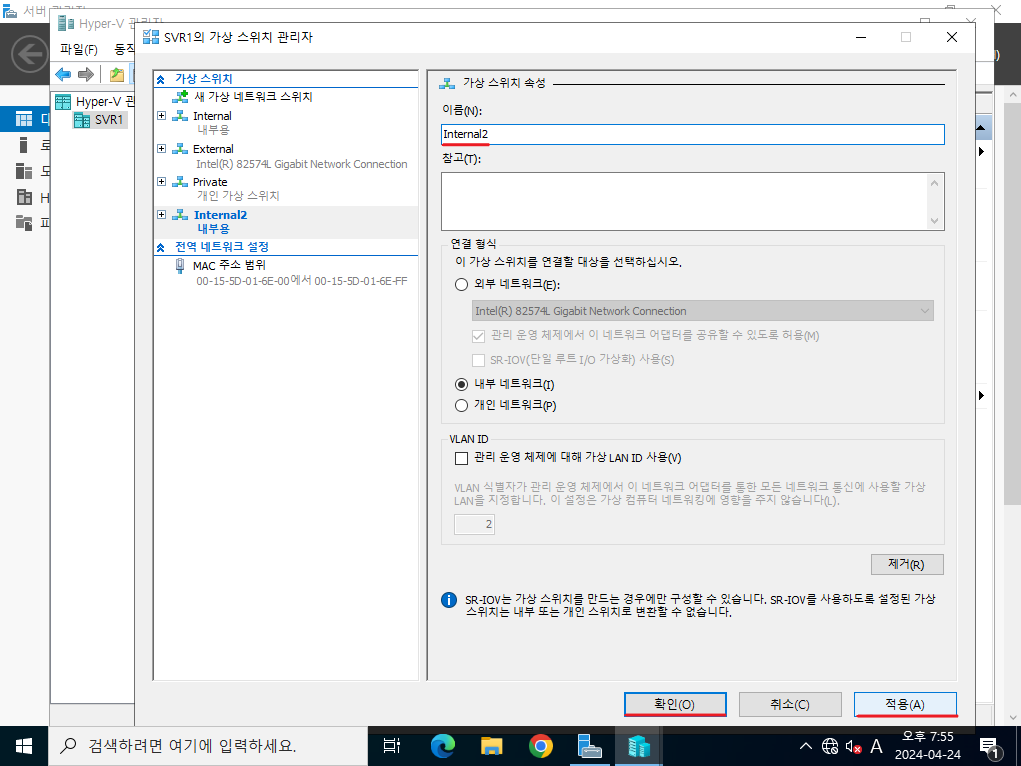 서버 관리자
Hyper-V 관리자
파일(F) 동작
Hyper-V 관
SVR1
SVR1의 가상 스위치 관리자
가상 스위치
새 가상 네트워크 스위치
Internal
내부용
External
Intel(R) 82574L Gigabit Network Connection
Private
개인 가상 스위치
Internal2
내부용
전역 네트워크 설정
MAC 주소 범위
00-15-5D-01-6E-00에서 00-15-5D-01-6E-FF
가상 스위치 속성
이름(N):
Internal2
참고(T):
연결 형식
이 가상 스위치를 연결할 대상을 선택하십시오.
외부 네트워크(E):
Intel(R) 82574L Gigabit Network Connection
관리 운영 체제에서 이 네트워크 어댑터를 공유할 수 있도록 허용(M)
SR-IOV(단일 루트 I/O 가상화) 사용(S)
내부 네트워크(I)
개인 네트워크(P)
VLAN ID
관리 운영 체제에 대해 가상 LAN ID 사용(V)
VLAN 식별자가 관리 운영 체제에서 이 네트워크 어댑터를 통한 모든 네트워크 통신에 사용할 가상
LAN을 지정합니다. 이 설정은 가상 컴퓨터 네트워킹에 영향을 주지 않습니다(L).
2
제거(R)
SR-IOV는 가상 스위치를 만드는 경우에만 구성할 수 있습니다. SR-IOV를 사용하도록 설정된 가상
스위치는 내부 또는 개인 스위치로 변환할 수 없습니다.
확인(O) 취소(C) 적용(A)
검색하려면 여기에 입력하세요.
A
오후 7:55
2024-04-24
1